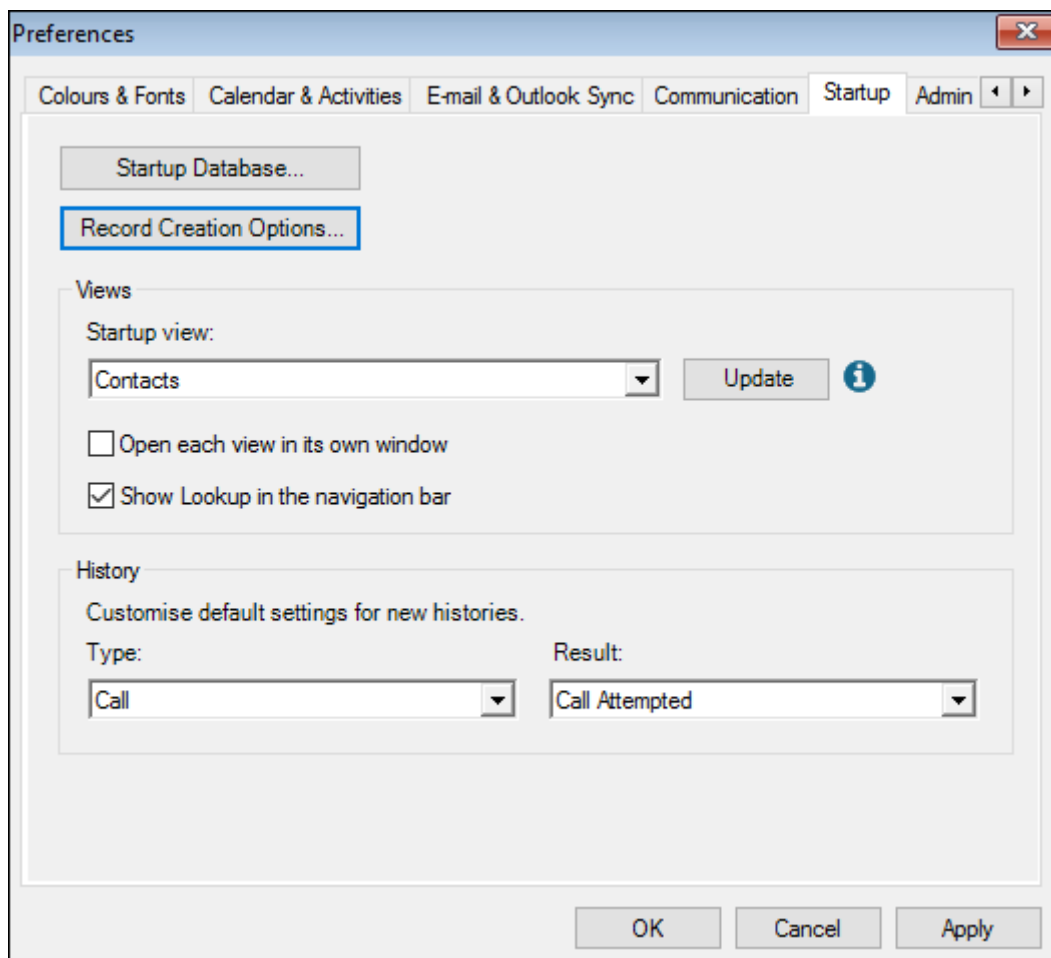 Preferences
Colours & Fonts Calendar & Activities E-mail & Outlook Sync Communication Startup Admin
Startup Database...
Record Creation Options...
Views
Startup view:
Contacts Update
Open each view in its own window
Show Lookup in the navigation bar
History
Customise default settings for new histories.
Type: Result:
Call Call Attempted
OK Cancel Apply